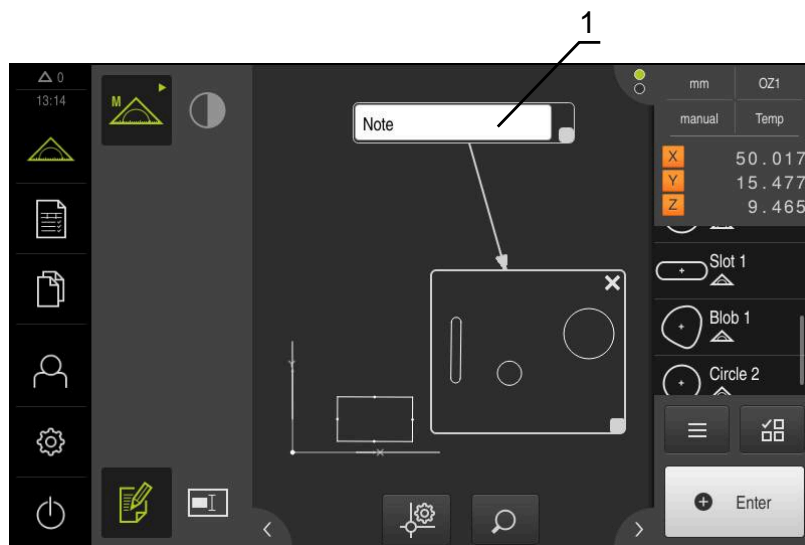 1
0
13:14
M
Note
mm
OZ1
manual
Temp
X 50.017
Y 15.477
Z 9.465
Slot 1
Blob 1
Circle 2
Y
X
Enter